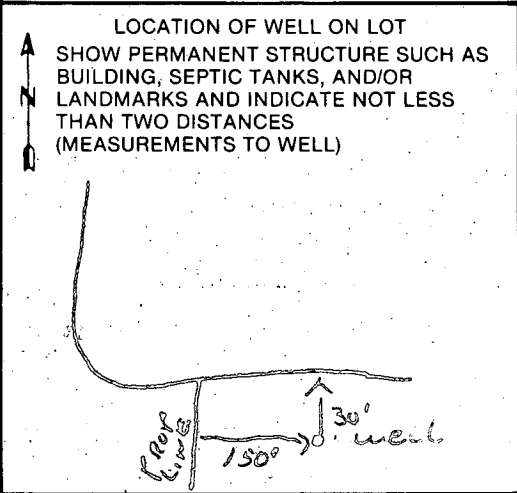 LOCATION OF WELL ON LOT
SHOW PERMANENT STRUCTURE SUCH AS
BUILDING, SEPTIC TANKS, AND/OR
LANDMARKS AND INDICATE NOT LESS
THAN TWO DISTANCES
(MEASUREMENTS TO WELL)
N
30'
well
150'
PROP
LINE